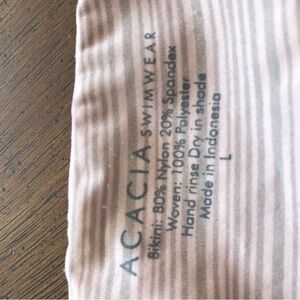 ACACIA SWIMWEAR
Bikini: 80% Nylon 20% Spandex
Woven: 100% Polyester
Hand rinse Dry in shade
Made in Indonesia
L